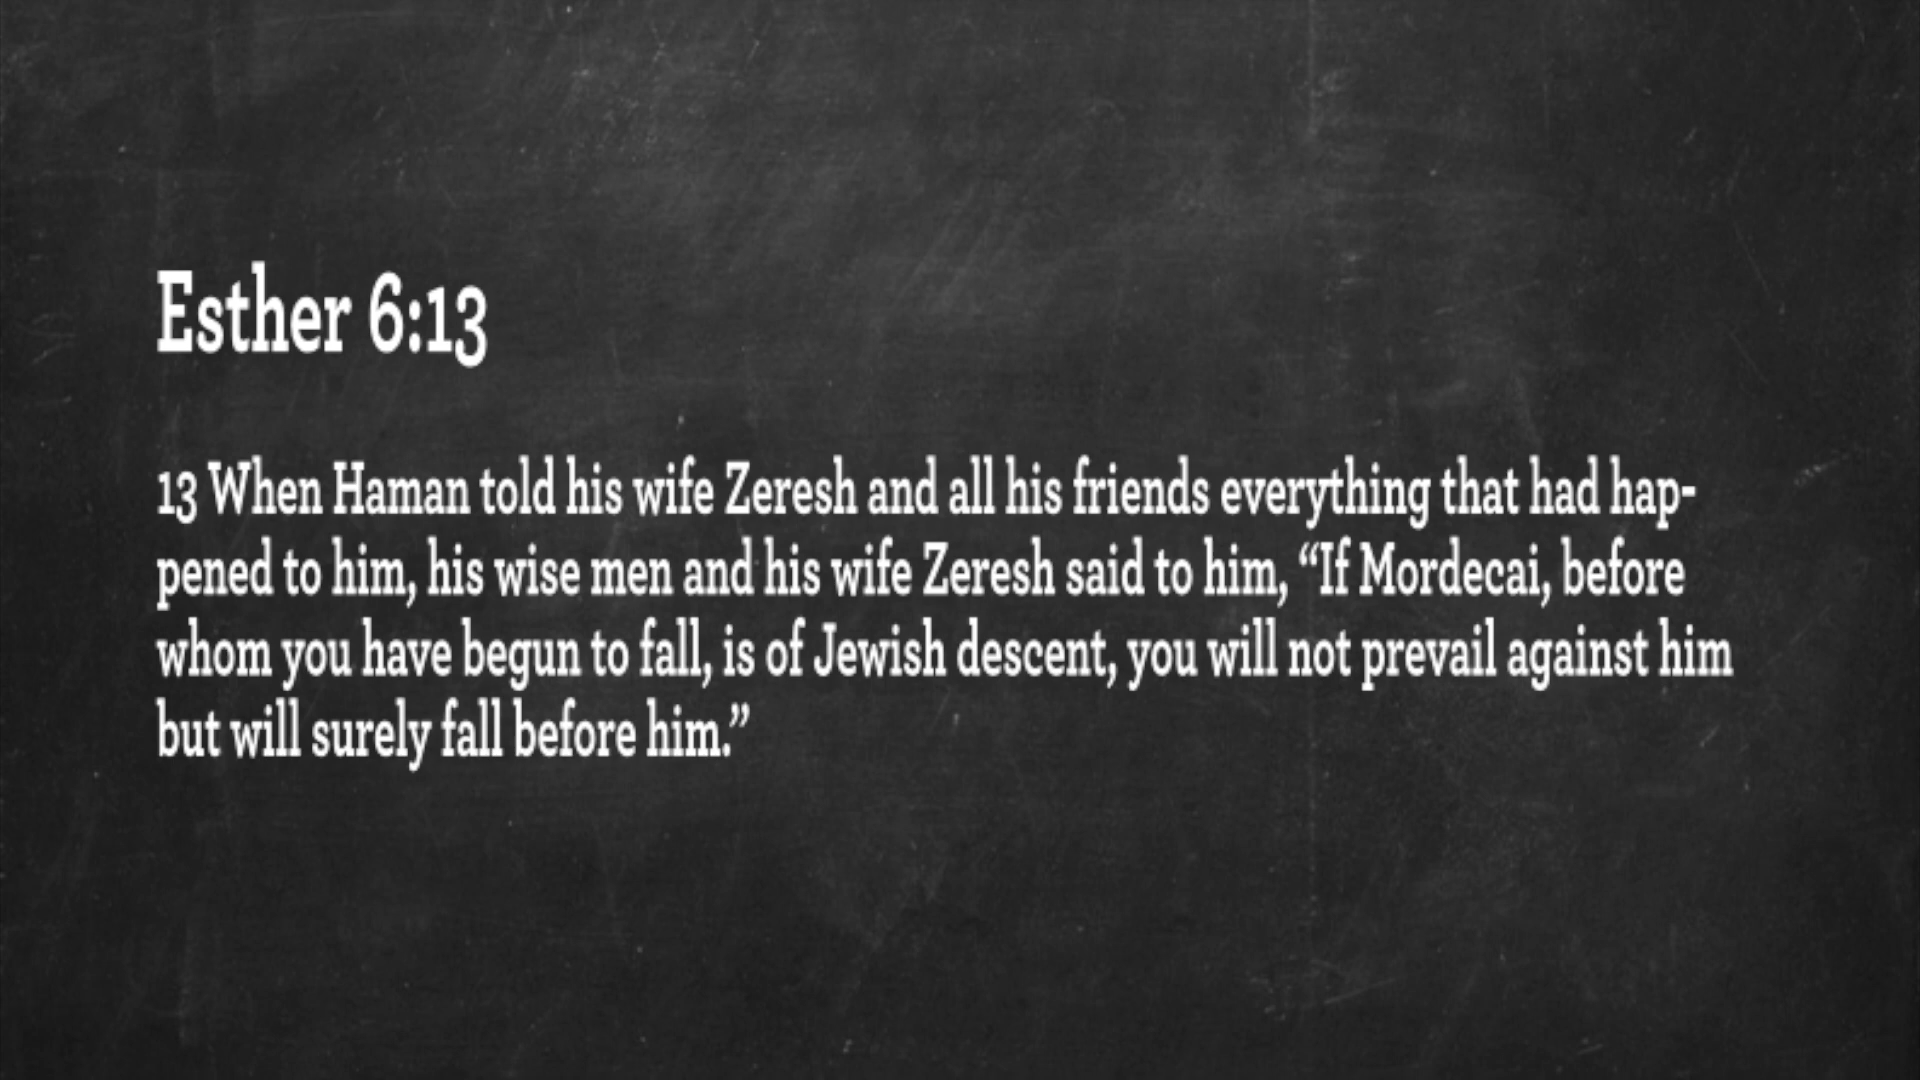 Esther 6:13
13 When Haman told his wife Zeresh and all his friends everything that had hap-
pened to him, his wise men and his wife Zeresh said to him, “If Mordecai, before
whom you have begun to fall, is of Jewish descent, you will not prevail against him
but will surely fall before him.”